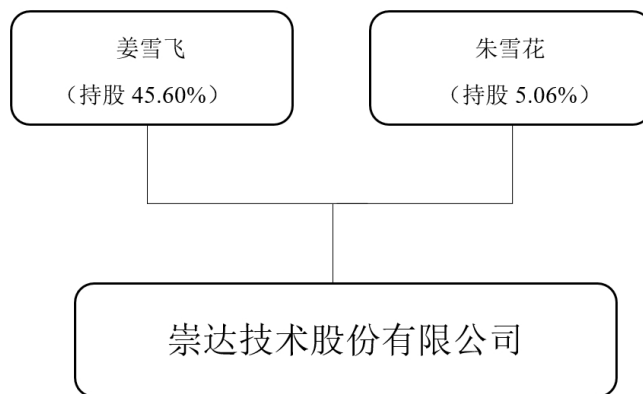 姜雪飞
（持股 45.60%）
朱雪花
（持股 5.06%）
崇达技术股份有限公司